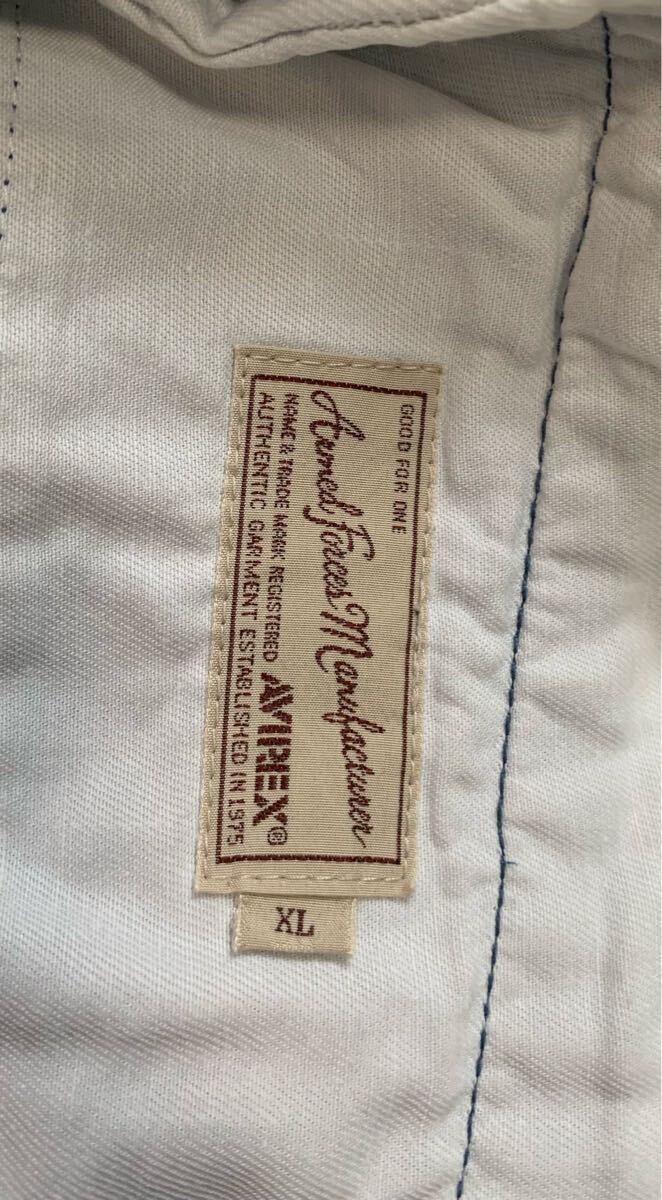 GOOD FOR ONE
Armed Forces Manufacturer
NAME & TRADE MARK REGISTERED AVIREX®
AUTHENTIC GARMENT ESTABLISHED IN 1975
XL